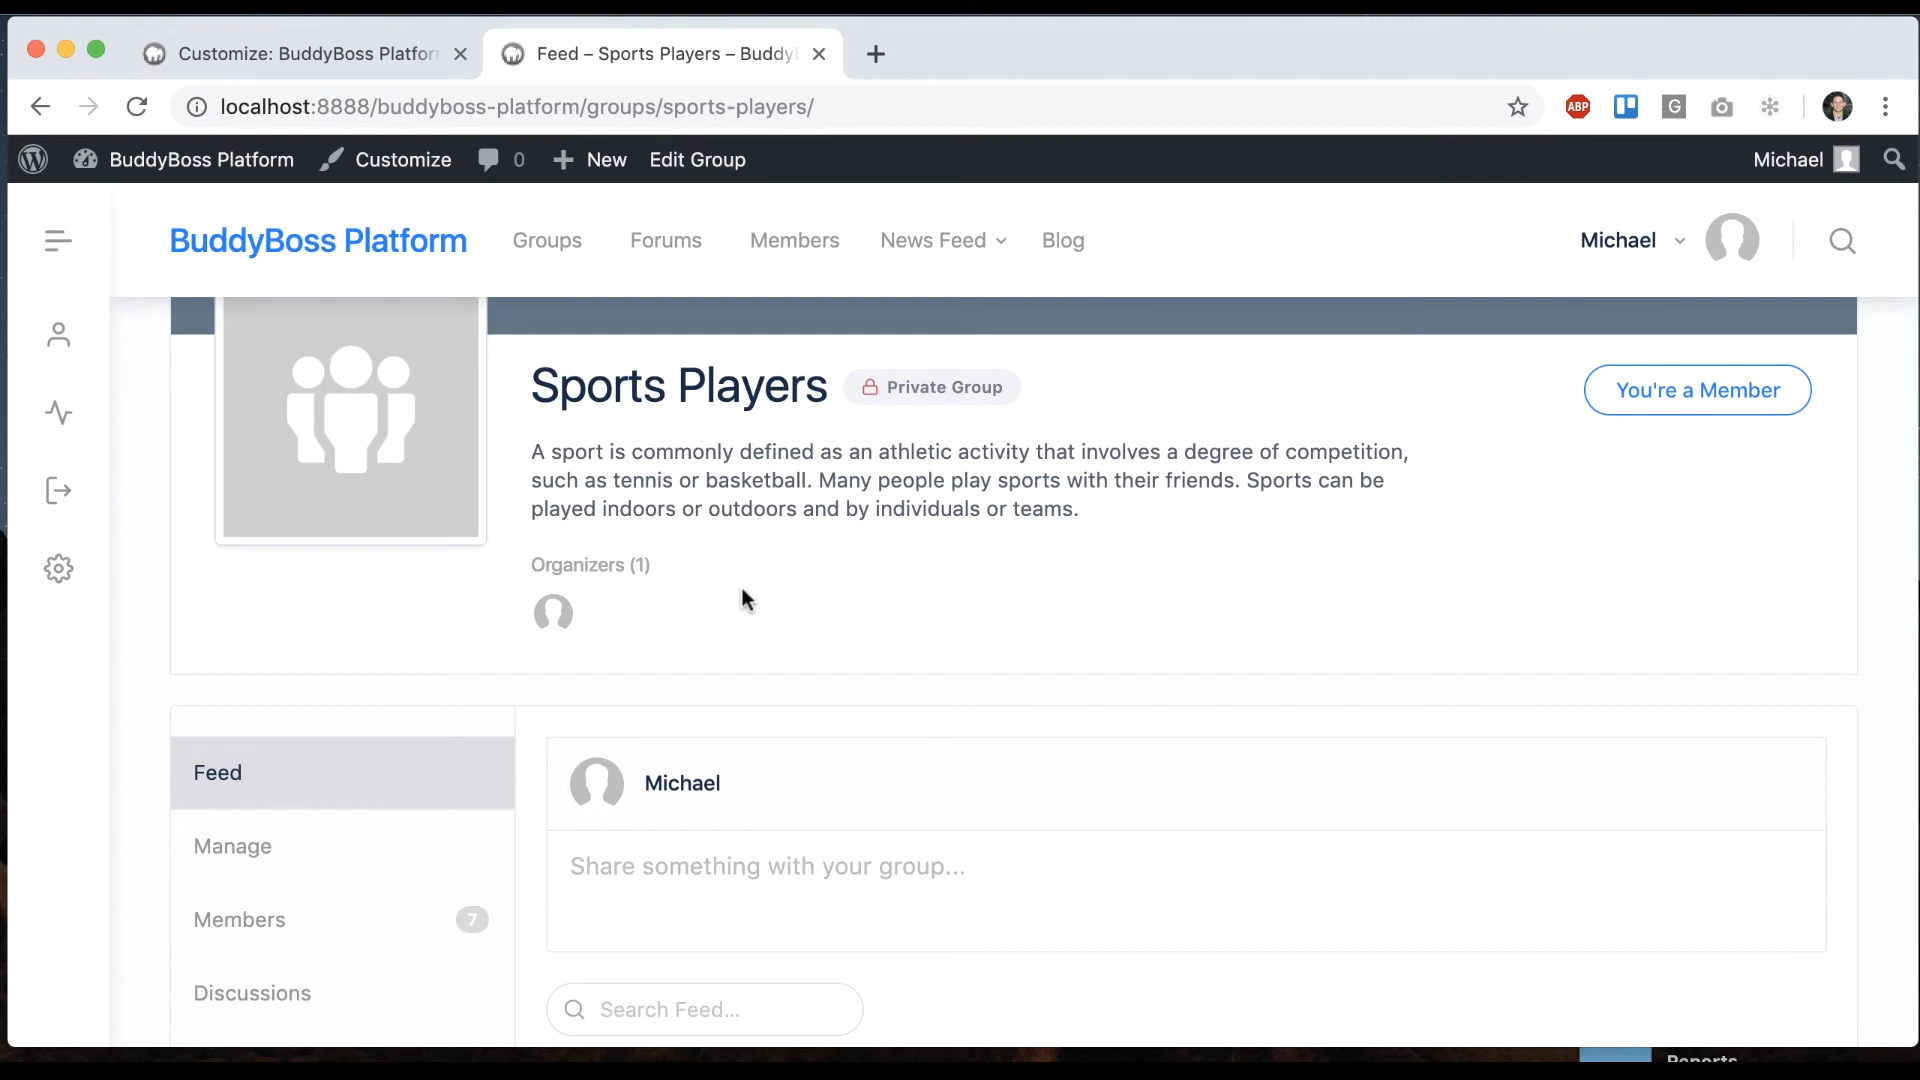 Customize: BuddyBoss Platfor
Feed – Sports Players – Buddy
localhost:8888/buddyboss-platform/groups/sports-players/
ABP
G
BuddyBoss Platform
Customize
0
New
Edit Group
Michael
BuddyBoss Platform
Groups
Forums
Members
News Feed
Blog
Michael
Sports Players
Private Group
You're a Member
A sport is commonly defined as an athletic activity that involves a degree of competition,
such as tennis or basketball. Many people play sports with their friends. Sports can be
played indoors or outdoors and by individuals or teams.
Organizers (1)
Feed
Michael
Manage
Share something with your group...
Members
7
Discussions
Search Feed...
Reports